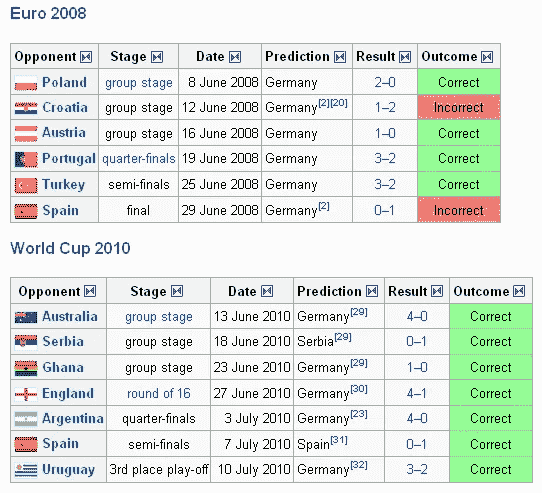 Euro 2008
Opponent Stage Date Prediction Result Outcome
Poland group stage 8 June 2008 Germany 2–0 Correct
Croatia group stage 12 June 2008 Germany[2][20] 1–2 Incorrect
Austria group stage 16 June 2008 Germany 1–0 Correct
Portugal quarter-finals 19 June 2008 Germany 3–2 Correct
Turkey semi-finals 25 June 2008 Germany 3–2 Correct
Spain final 29 June 2008 Germany[2] 0–1 Incorrect
World Cup 2010
Opponent Stage Date Prediction Result Outcome
Australia group stage 13 June 2010 Germany[29] 4–0 Correct
Serbia group stage 18 June 2010 Serbia[29] 0–1 Correct
Ghana group stage 23 June 2010 Germany[29] 1–0 Correct
England round of 16 27 June 2010 Germany[30] 4–1 Correct
Argentina quarter-finals 3 July 2010 Germany[23] 4–0 Correct
Spain semi-finals 7 July 2010 Spain[31] 0–1 Correct
Uruguay 3rd place play-off 10 July 2010 Germany[32] 3–2 Correct